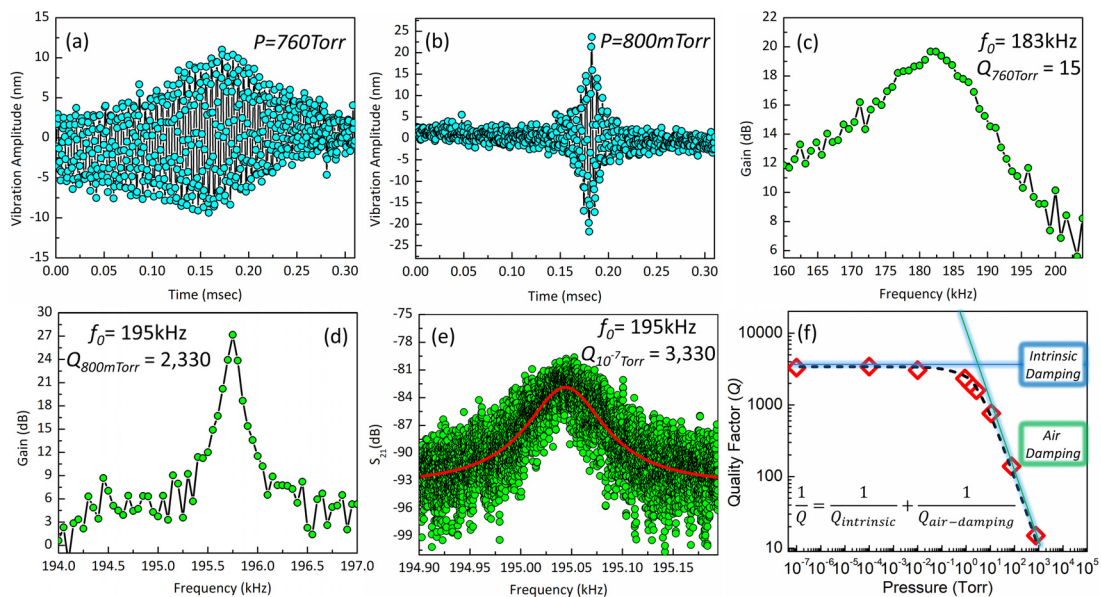 (a)
P=760Torr
15
10
5
0
-5
-10
-15
Vibration Amplitude (nm)
0.00 0.05 0.10 0.15 0.20 0.25 0.30
Time (msec)
(b)
P=800mTorr
25
20
15
10
5
0
-5
-10
-15
-20
-25
Vibration Amplitude (nm)
0.00 0.05 0.10 0.15 0.20 0.25 0.30
Time (msec)
(c)
f0= 183kHz
Q760Torr = 15
22
20
18
16
14
12
10
8
6
Gain (dB)
160 165 170 175 180 185 190 195 200
Frequency (kHz)
f0= 195kHz
(d)
Q800mTorr = 2,330
30
27
24
21
18
15
12
9
6
3
0
Gain (dB)
194.0 194.5 195.0 195.5 196.0 196.5 197.0
Frequency (kHz)
(e)
f0= 195kHz
Q10-7Torr = 3,330
-75
-78
-81
-84
-87
-90
-93
-96
-99
S21(dB)
194.90 194.95 195.00 195.05 195.10 195.15
Frequency (kHz)
(f)
10000
1000
100
10
Quality Factor (Q)
Intrinsic
Damping
Air
Damping
1/Q = 1/Qintrinsic + 1/Qair−damping
10-7 10-6 10-5 10-4 10-3 10-2 10-1 100 101 102 103 104 105
Pressure (Torr)